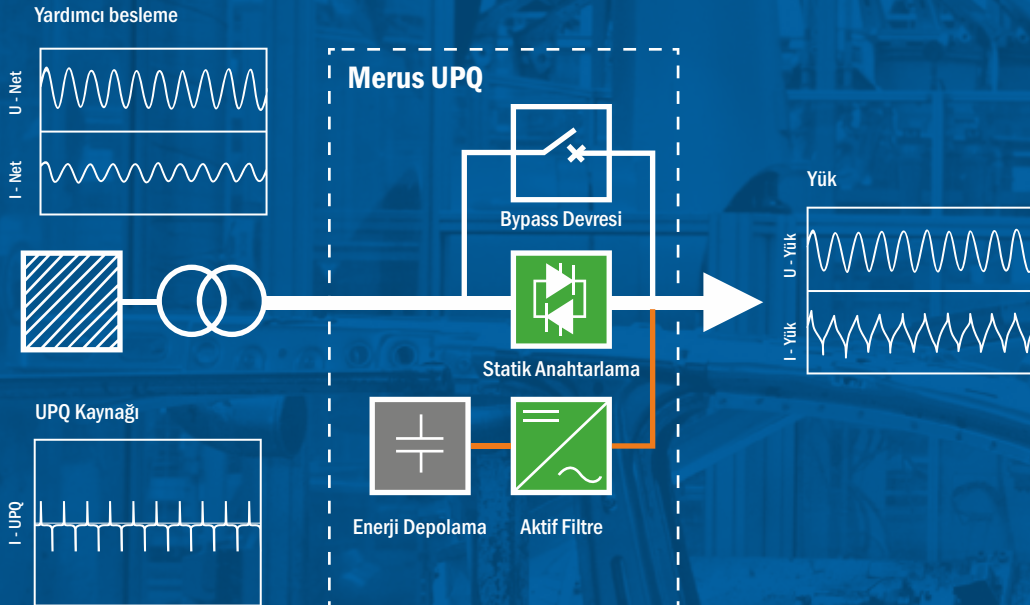 Yardımcı besleme
U - Net
I - Net
Merus UPQ
Bypass Devresi
Statik Anahtarlama
Enerji Depolama
Aktif Filtre
Yük
U - Yük
I - Yük
UPQ Kaynağı
I - UPQ